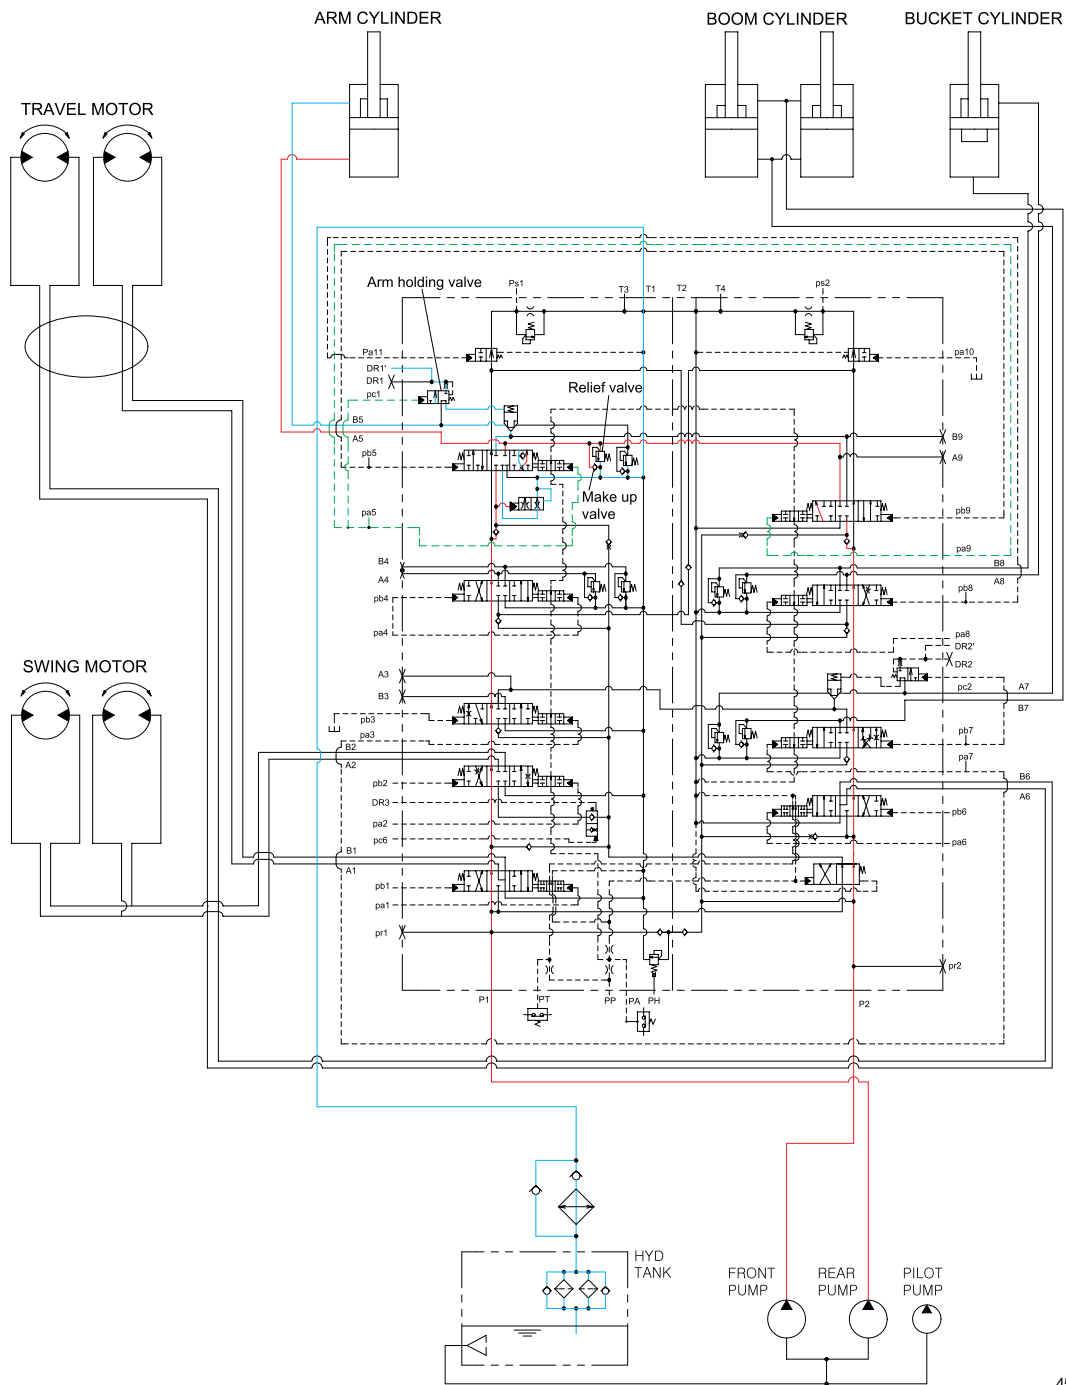 ARM CYLINDER
BOOM CYLINDER
BUCKET CYLINDER
TRAVEL MOTOR
Arm holding valve
Ps1
T3
T1
T2
T4
ps2
Pa11
pa10
DR1'
DR1
pc1
Relief valve
B5
A5
B9
A9
pb5
Make up
valve
pa5
pb9
pa9
B4
A4
B8
A8
pb4
pb8
pa4
pa8
DR2'
DR2
SWING MOTOR
A3
B3
pc2
A7
B7
pb3
pa3
pb7
B2
A2
pa7
pb2
B6
A6
DR3
pa2
pb6
pc6
pa6
B1
A1
pb1
pa1
pr1
pr2
P1
PT
PP
PA
PH
P2
HYD
TANK
FRONT
PUMP
REAR
PUMP
PILOT
PUMP